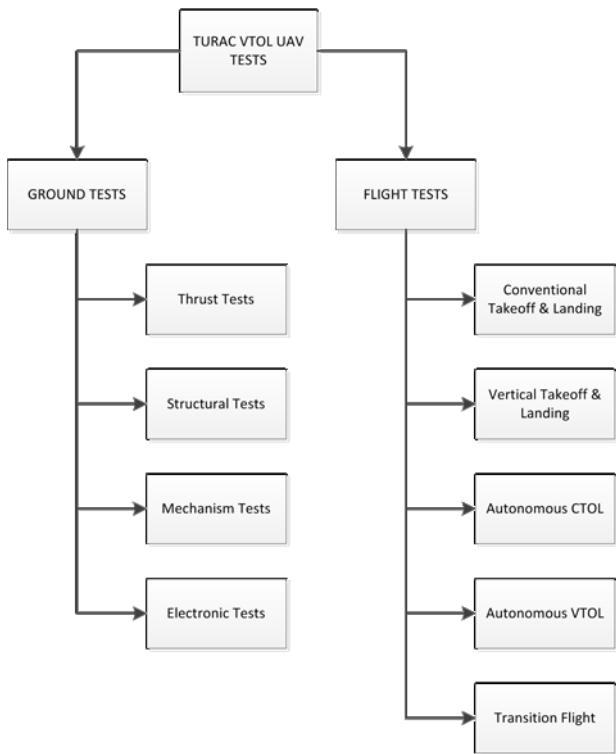 TURAC VTOL UAV
TESTS
GROUND TESTS
FLIGHT TESTS
Thrust Tests
Structural Tests
Mechanism Tests
Electronic Tests
Conventional
Takeoff & Landing
Vertical Takeoff &
Landing
Autonomous CTOL
Autonomous VTOL
Transition Flight